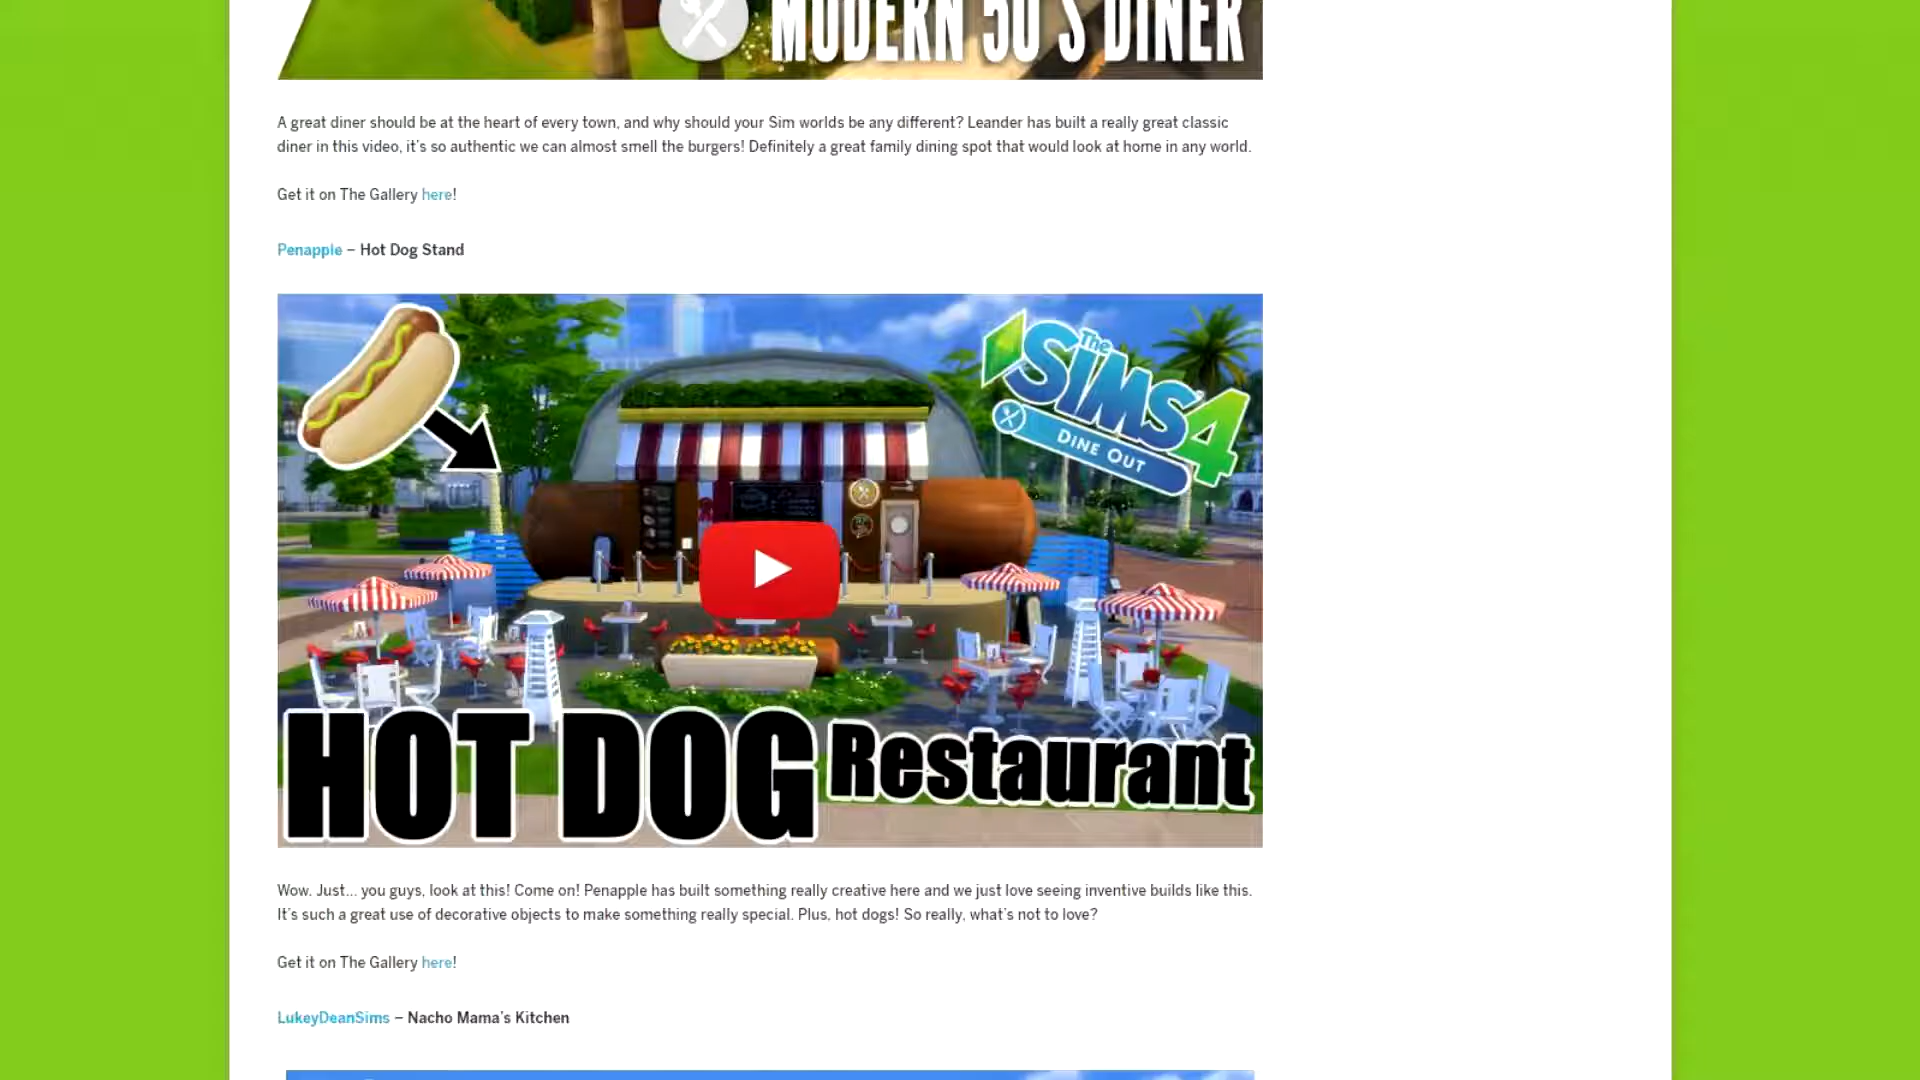 MODERN 50'S DINER
A great diner should be at the heart of every town, and why should your Sim worlds be any different? Leander has built a really great classic
diner in this video, it's so authentic we can almost smell the burgers! Definitely a great family dining spot that would look at home in any world.
Get it on The Gallery here!
Penapple – Hot Dog Stand
The
SIMS 4
DINE OUT
HOT DOG Restaurant
Wow. Just… you guys, look at this! Come on! Penapple has built something really creative here and we just love seeing inventive builds like this.
It's such a great use of decorative objects to make something really special. Plus, hot dogs! So really, what's not to love?
Get it on The Gallery here!
LukeyDeanSims – Nacho Mama's Kitchen